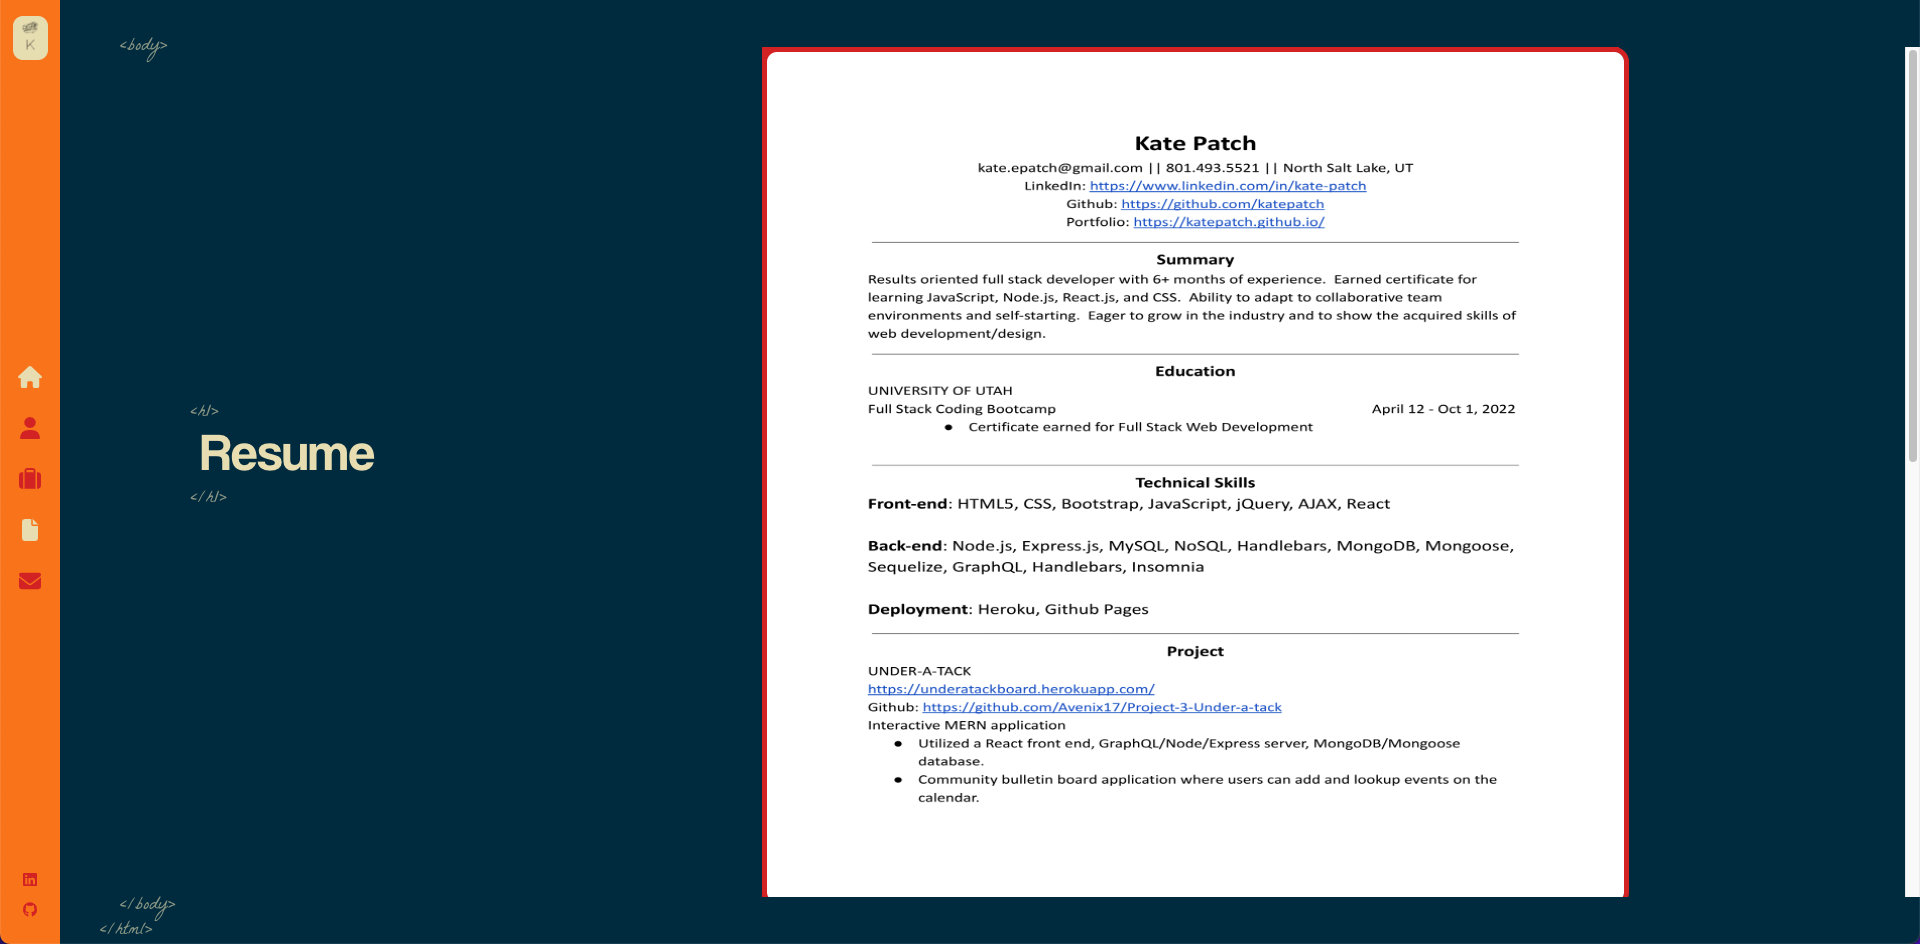 K
<body>
<h1>
Resume
</h1>
</body>
</html>
Kate Patch
kate.epatch@gmail.com || 801.493.5521 || North Salt Lake, UT
LinkedIn: https://www.linkedin.com/in/kate-patch
Github: https://github.com/katepatch
Portfolio: https://katepatch.github.io/
Summary
Results oriented full stack developer with 6+ months of experience.  Earned certificate for
learning JavaScript, Node.js, React.js, and CSS.  Ability to adapt to collaborative team
environments and self-starting.  Eager to grow in the industry and to show the acquired skills of
web development/design.
Education
UNIVERSITY OF UTAH
Full Stack Coding Bootcamp April 12 - Oct 1, 2022
● Certificate earned for Full Stack Web Development
Technical Skills
Front-end: HTML5, CSS, Bootstrap, JavaScript, jQuery, AJAX, React
Back-end: Node.js, Express.js, MySQL, NoSQL, Handlebars, MongoDB, Mongoose,
Sequelize, GraphQL, Handlebars, Insomnia
Deployment: Heroku, Github Pages
Project
UNDER-A-TACK
https://underatackboard.herokuapp.com/
Github: https://github.com/Avenix17/Project-3-Under-a-tack
Interactive MERN application
● Utilized a React front end, GraphQL/Node/Express server, MongoDB/Mongoose
database.
● Community bulletin board application where users can add and lookup events on the
calendar.